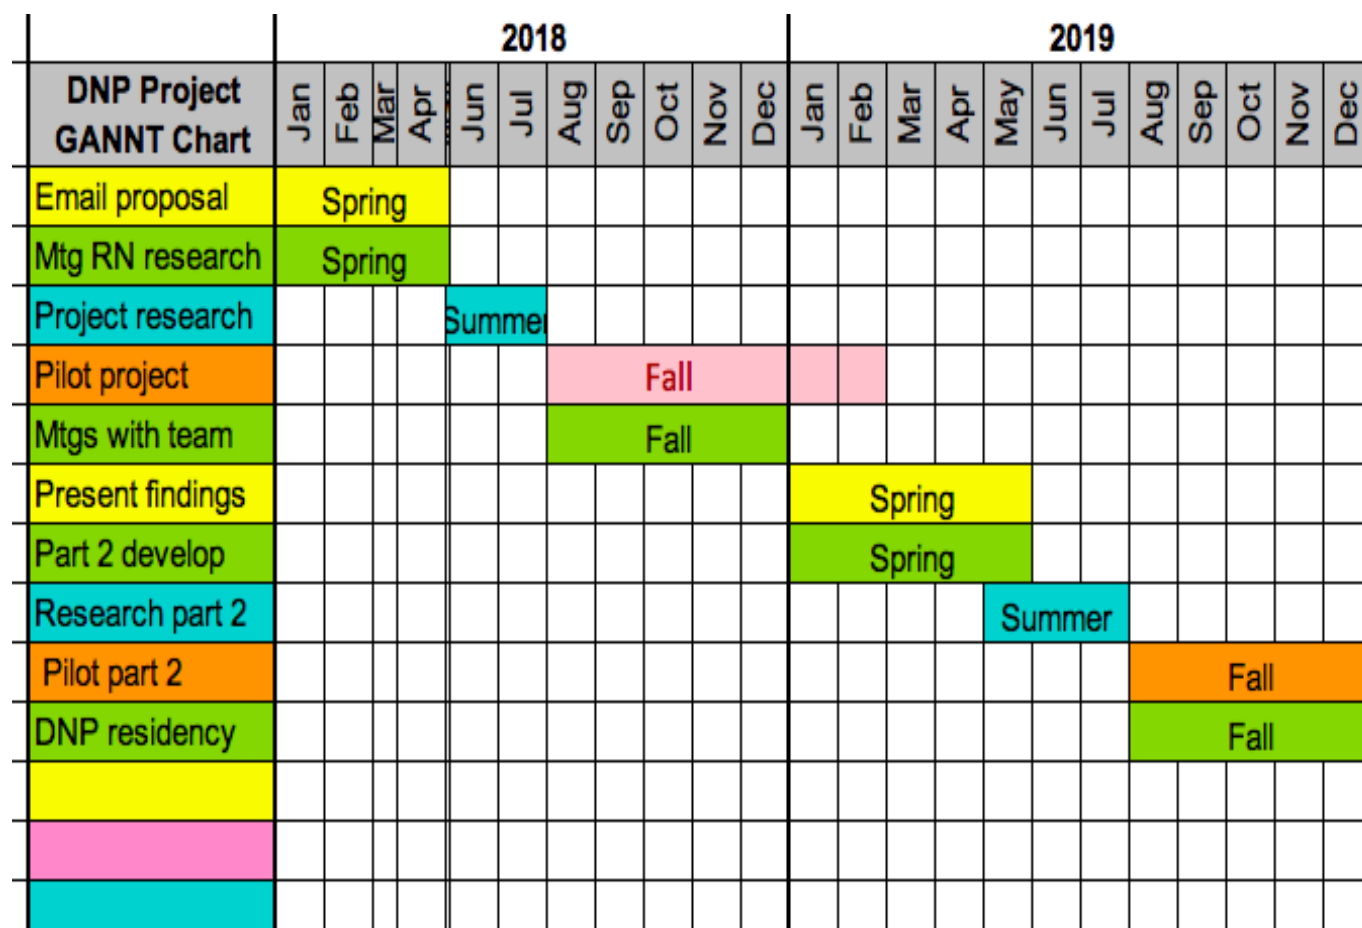 2018 2019
DNP Project
GANNT Chart
Jan Feb Mar Apr Jun Jul Aug Sep Oct Nov Dec Jan Feb Mar Apr May Jun Jul Aug Sep Oct Nov Dec
Email proposal Spring
Mtg RN research Spring
Project research Summer
Pilot project Fall
Mtgs with team Fall
Present findings Spring
Part 2 develop Spring
Research part 2 Summer
Pilot part 2 Fall
DNP residency Fall